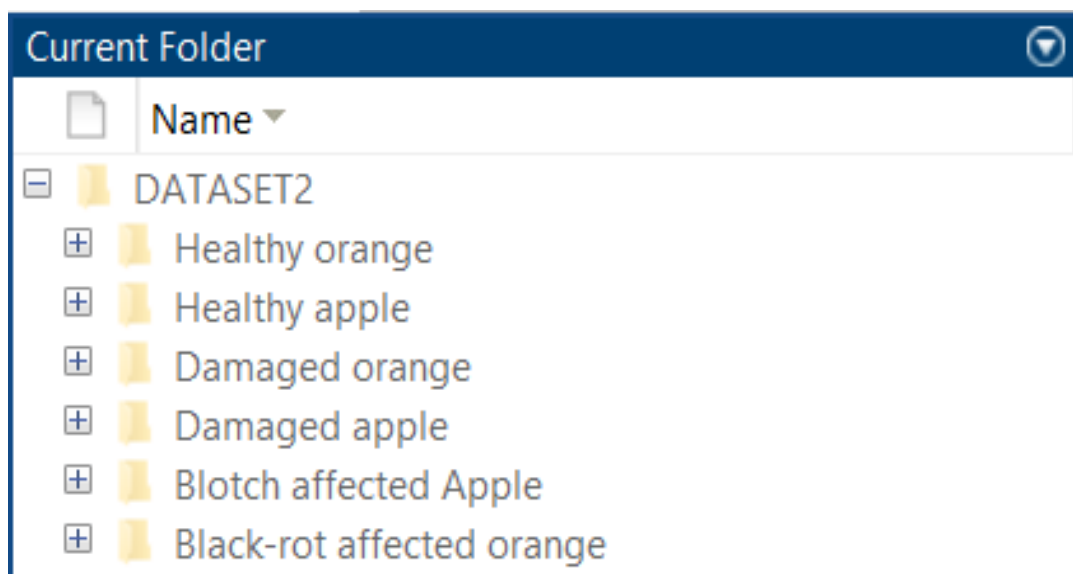 Current Folder
Name
DATASET2
Healthy orange
Healthy apple
Damaged orange
Damaged apple
Blotch affected Apple
Black-rot affected orange